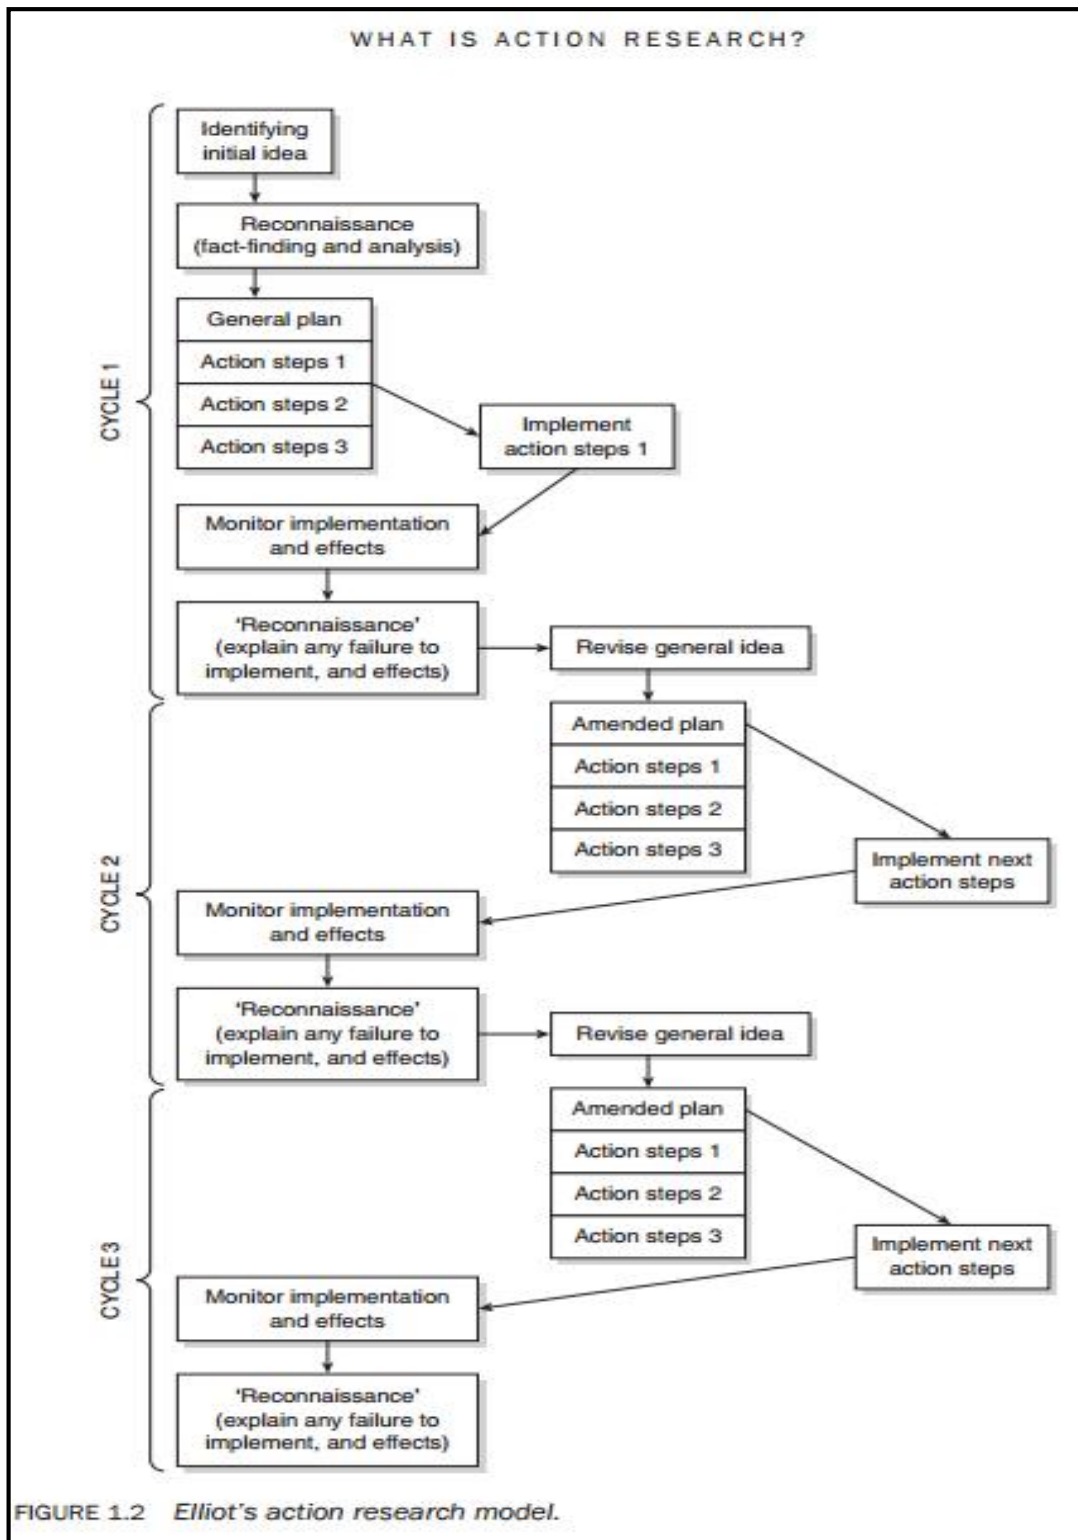 WHAT IS ACTION RESEARCH?
CYCLE 1
Identifying
initial idea
Reconnaissance
(fact-finding and analysis)
General plan
Action steps 1
Action steps 2
Action steps 3
Implement
action steps 1
Monitor implementation
and effects
‘Reconnaissance’
(explain any failure to
implement, and effects)
Revise general idea
CYCLE 2
Amended plan
Action steps 1
Action steps 2
Action steps 3
Implement next
action steps
Monitor implementation
and effects
‘Reconnaissance’
(explain any failure to
implement, and effects)
Revise general idea
CYCLE 3
Amended plan
Action steps 1
Action steps 2
Action steps 3
Implement next
action steps
Monitor implementation
and effects
‘Reconnaissance’
(explain any failure to
implement, and effects)
FIGURE 1.2 Elliot’s action research model.